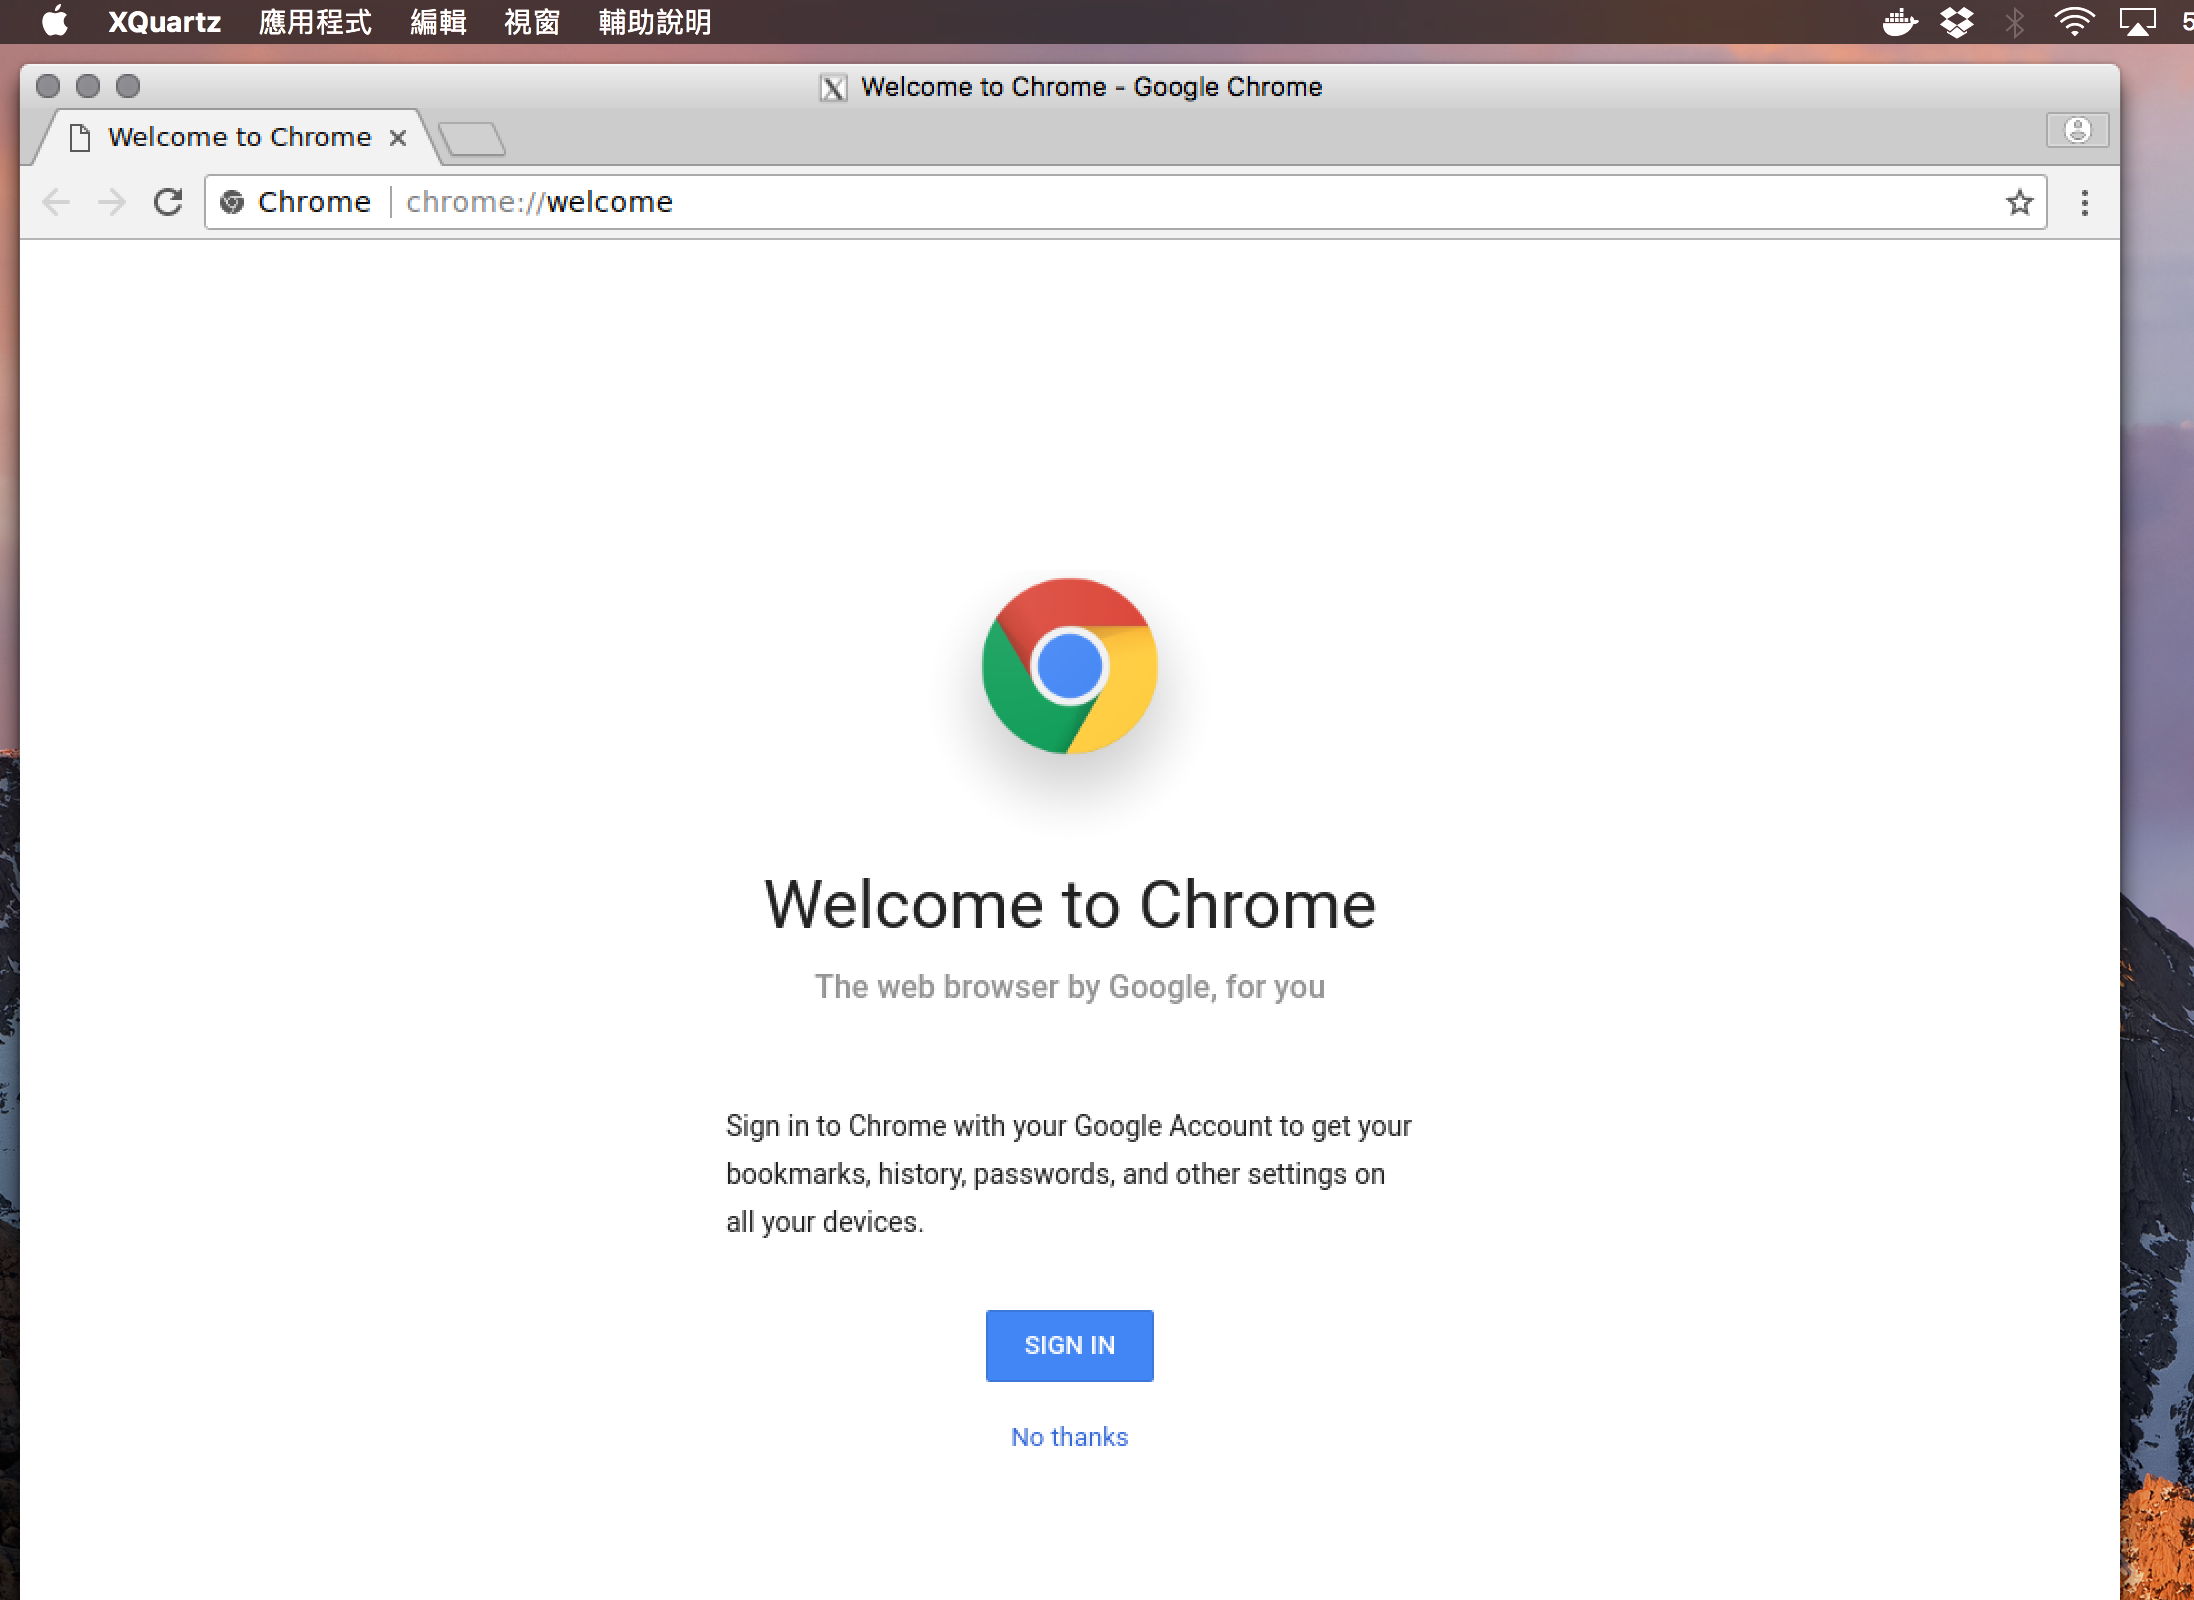 XQuartz 應用程式 編輯 視窗 輔助說明
Welcome to Chrome - Google Chrome
Welcome to Chrome
Chrome chrome://welcome
Welcome to Chrome
The web browser by Google, for you
Sign in to Chrome with your Google Account to get your
bookmarks, history, passwords, and other settings on
all your devices.
SIGN IN
No thanks